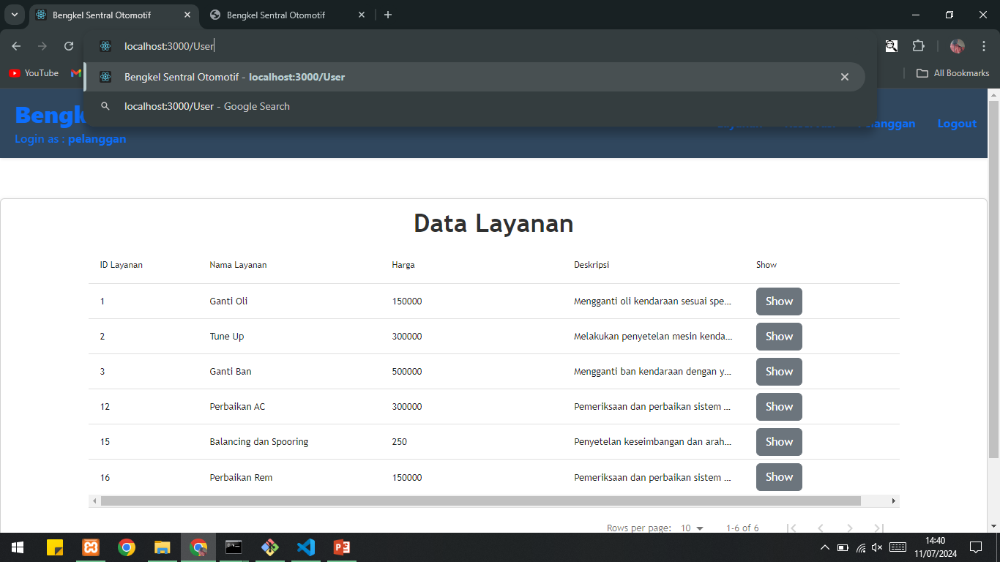 Bengkel Sentral Otomotif
Bengkel Sentral Otomotif
localhost:3000/User
Bengkel Sentral Otomotif - localhost:3000/User
localhost:3000/User - Google Search
YouTube
All Bookmarks
Login as : pelanggan
Logout
Data Layanan
ID Layanan Nama Layanan Harga Deskripsi Show
1 Ganti Oli 150000 Mengganti oli kendaraan sesuai spe... Show
2 Tune Up 300000 Melakukan penyetelan mesin kenda... Show
3 Ganti Ban 500000 Mengganti ban kendaraan dengan y... Show
12 Perbaikan AC 300000 Pemeriksaan dan perbaikan sistem ... Show
15 Balancing dan Spooring 250 Penyetelan keseimbangan dan arah... Show
16 Perbaikan Rem 150000 Pemeriksaan dan perbaikan sistem ... Show
Rows per page: 10 1-6 of 6
14:40
11/07/2024